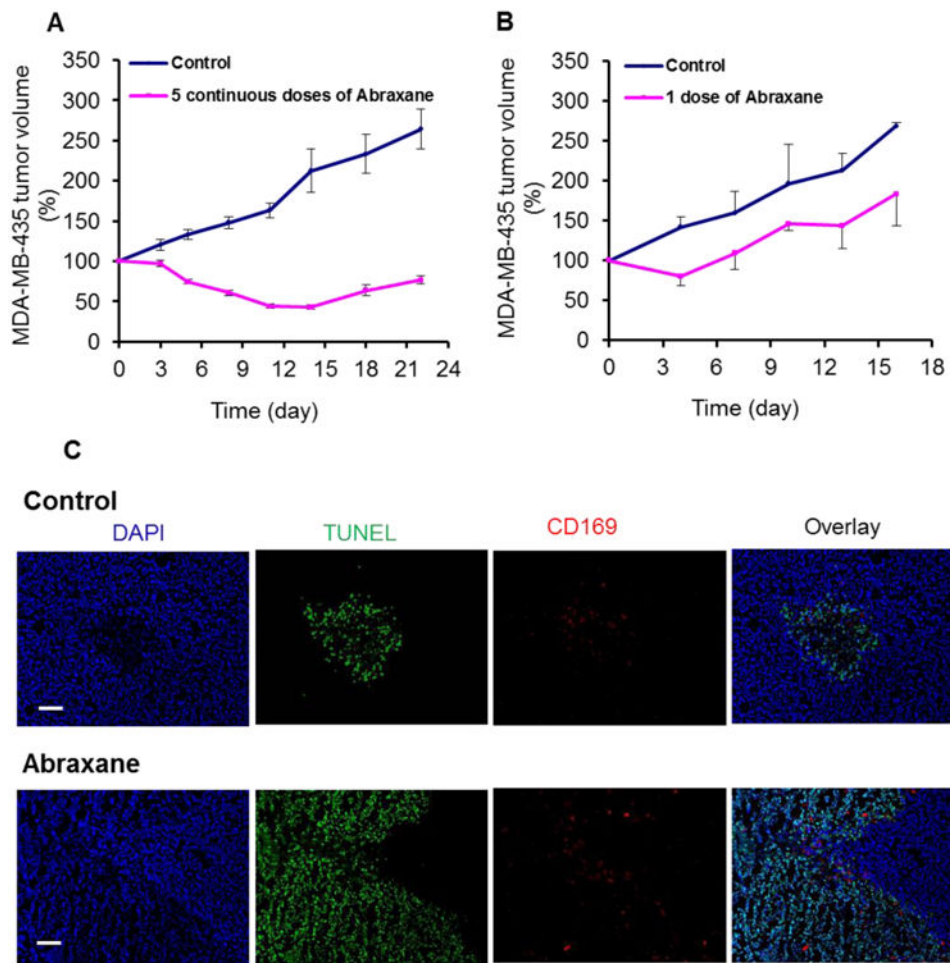 A
MDA-MB-435 tumor volume
(%)
350
300
250
200
150
100
50
0
Control
5 continuous doses of Abraxane
0 3 6 9 12 15 18 21 24
Time (day)
B
MDA-MB-435 tumor volume
(%)
350
300
250
200
150
100
50
0
Control
1 dose of Abraxane
0 3 6 9 12 15 18
Time (day)
C
Control
DAPI TUNEL CD169 Overlay
Abraxane